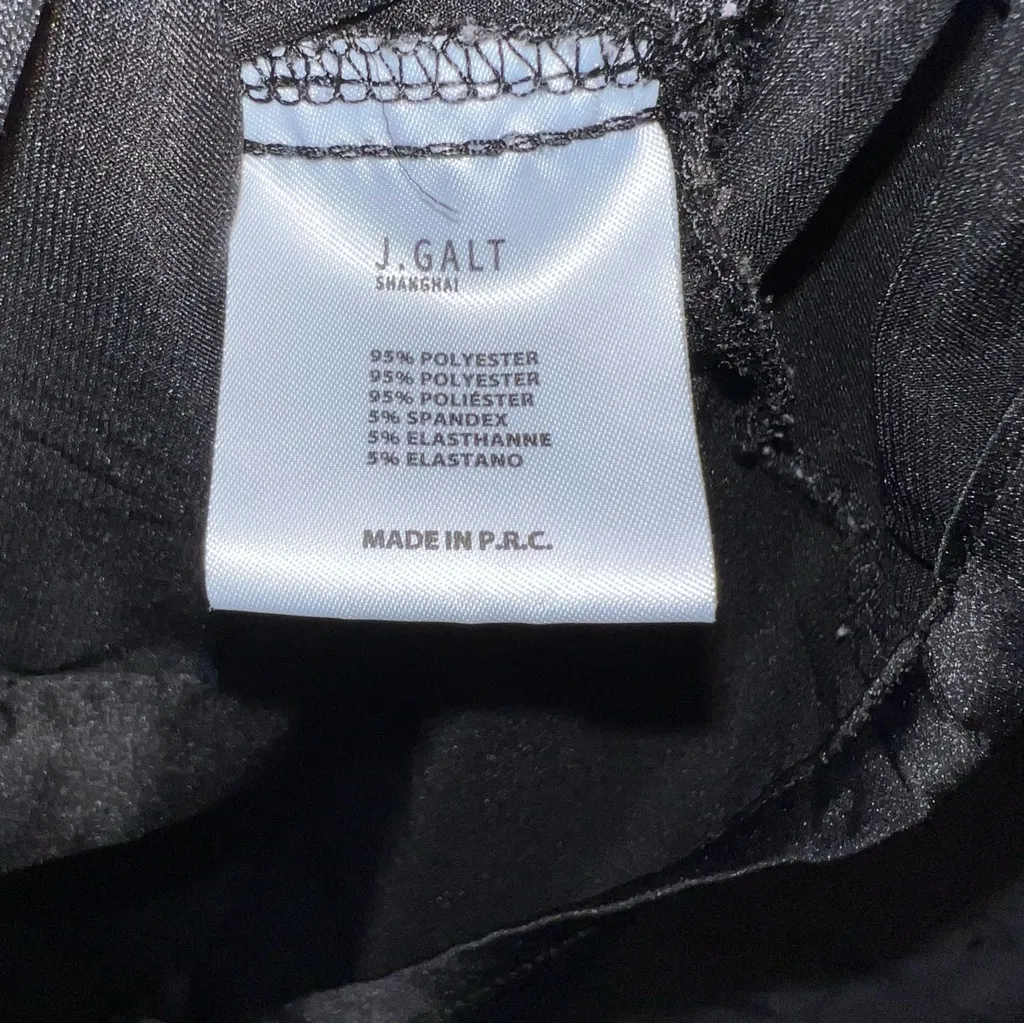 J.GALT
SHANGHAI
95% POLYESTER
95% POLYESTER
95% POLIÉSTER
5% SPANDEX
5% ELASTHANNE
5% ELASTANO
MADE IN P.R.C.